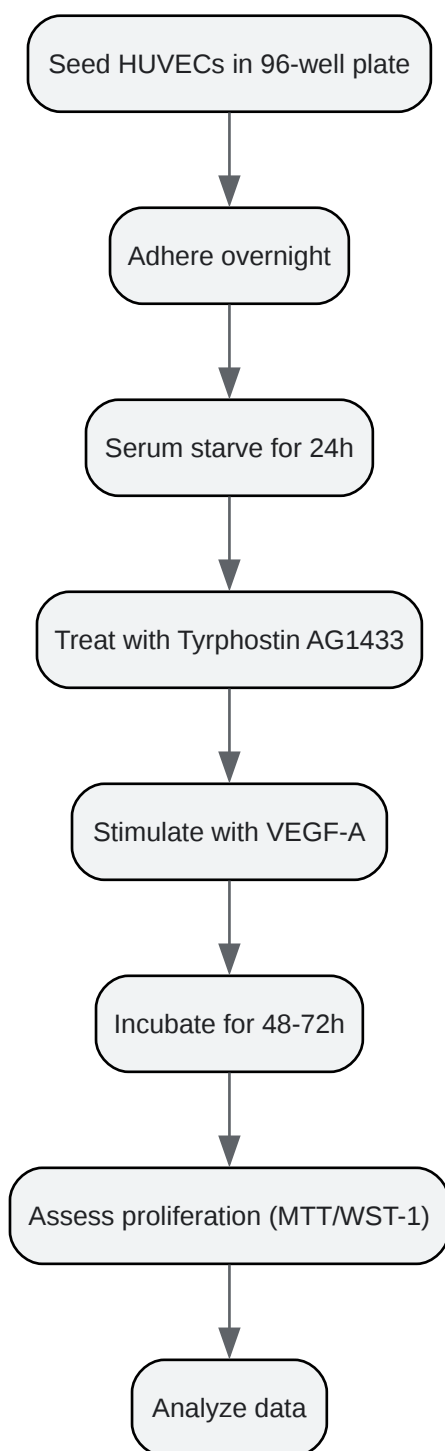 Seed HUVECs in 96-well plate
Adhere overnight
Serum starve for 24h
Treat with Tyrphostin AG1433
Stimulate with VEGF-A
Incubate for 48-72h
Assess proliferation (MTT/WST-1)
Analyze data